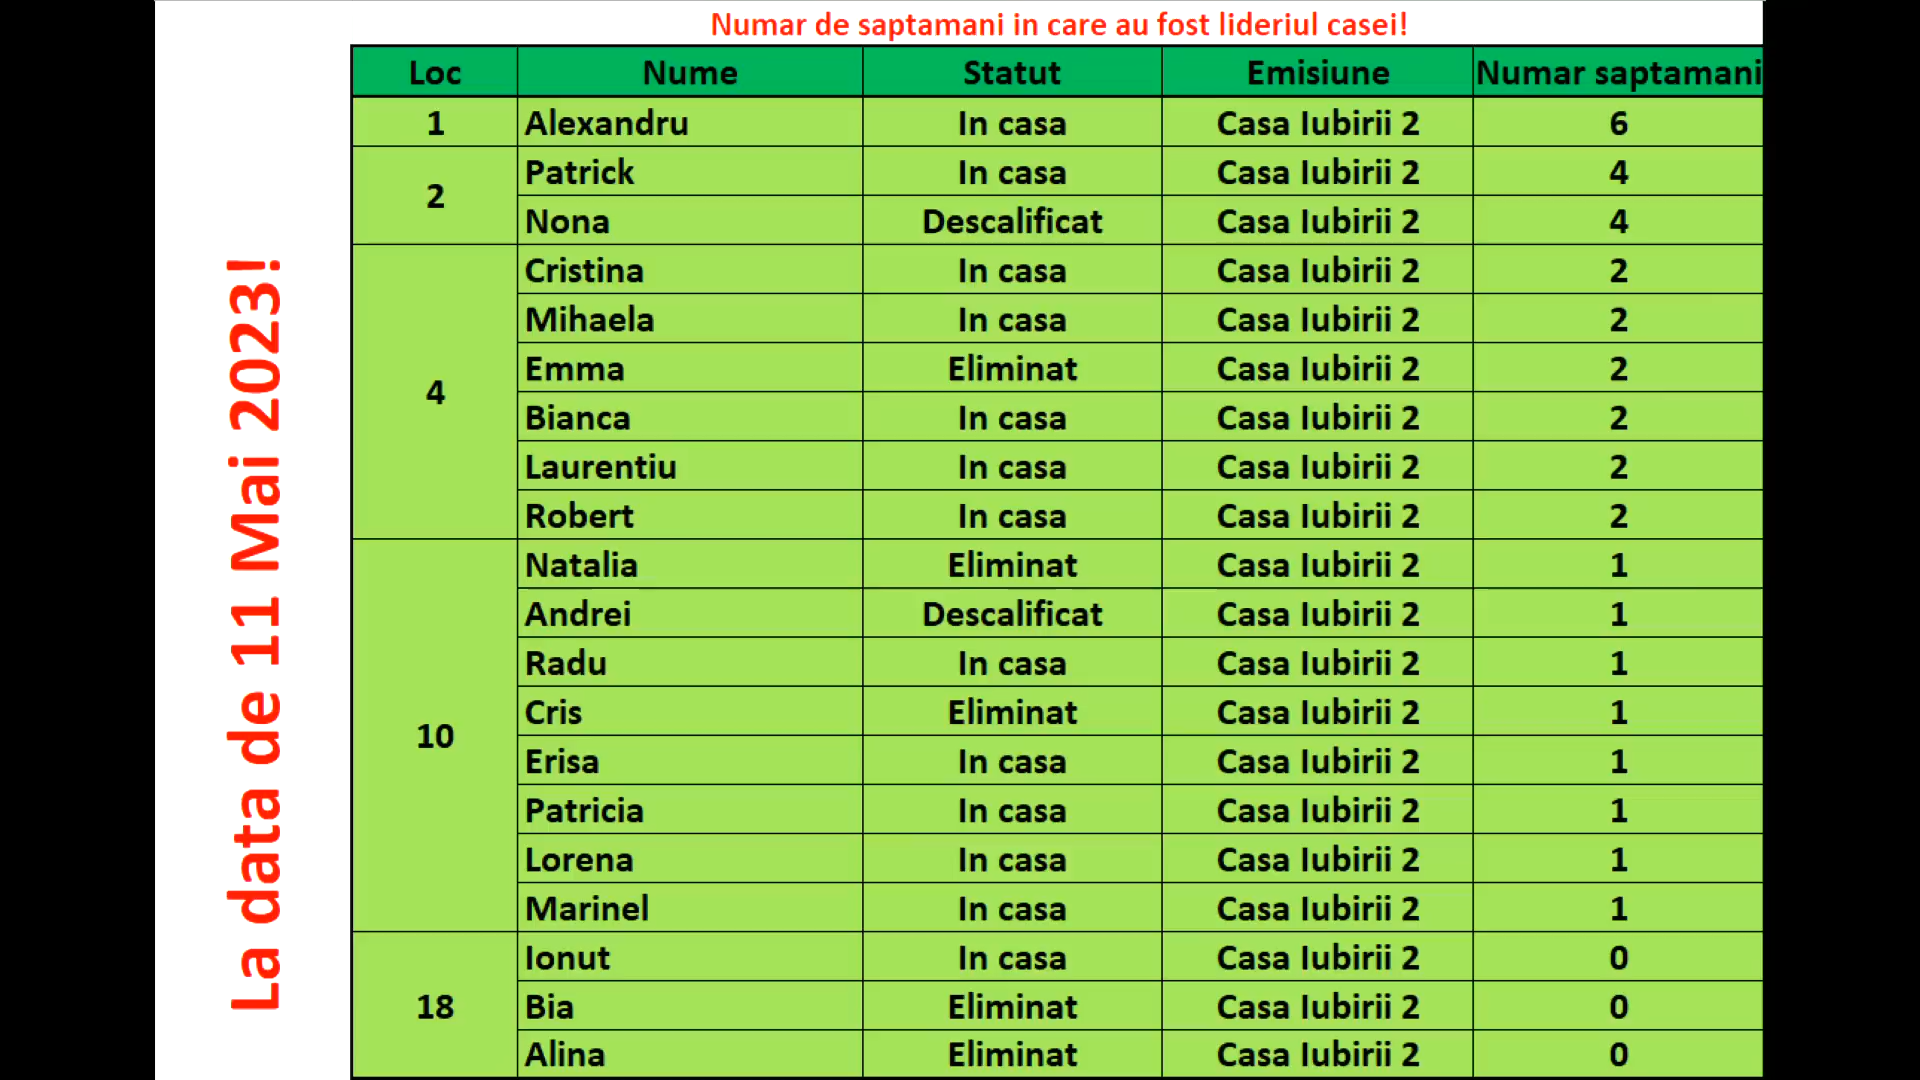 Numar de saptamani in care au fost lideriul casei!
La data de 11 Mai 2023!
Loc Nume Statut Emisiune Numar saptamani
1 Alexandru In casa Casa Iubirii 2 6
2 Patrick In casa Casa Iubirii 2 4
Nona Descalificat Casa Iubirii 2 4
4 Cristina In casa Casa Iubirii 2 2
Mihaela In casa Casa Iubirii 2 2
Emma Eliminat Casa Iubirii 2 2
Bianca In casa Casa Iubirii 2 2
Laurentiu In casa Casa Iubirii 2 2
Robert In casa Casa Iubirii 2 2
10 Natalia Eliminat Casa Iubirii 2 1
Andrei Descalificat Casa Iubirii 2 1
Radu In casa Casa Iubirii 2 1
Cris Eliminat Casa Iubirii 2 1
Erisa In casa Casa Iubirii 2 1
Patricia In casa Casa Iubirii 2 1
Lorena In casa Casa Iubirii 2 1
Marinel In casa Casa Iubirii 2 1
18 Ionut In casa Casa Iubirii 2 0
Bia Eliminat Casa Iubirii 2 0
Alina Eliminat Casa Iubirii 2 0